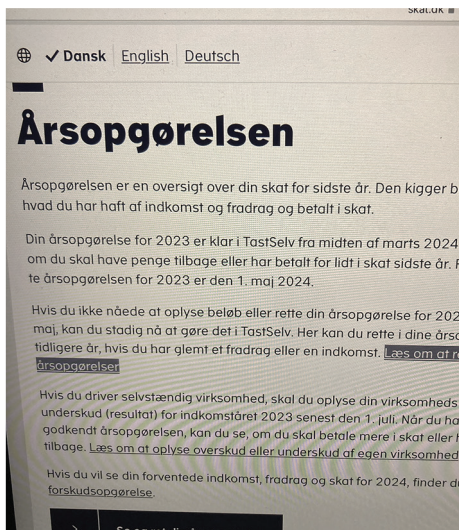 skat.dk
Dansk English Deutsch
Årsopgørelsen
Årsopgørelsen er en oversigt over din skat for sidste år. Den kigger
hvad du har haft af indkomst og fradrag og betalt i skat.
Din årsopgørelse for 2023 er klar i TastSelv fra midten af marts 2024
om du skal have penge tilbage eller har betalt for lidt i skat sidste år.
te årsopgørelsen for 2023 er den 1. maj 2024.
Hvis du ikke nåede at oplyse beløb eller rette din årsopgørelse for
maj, kan du stadig nå at gøre det i TastSelv. Her kan du rette i dine
tidligere år, hvis du har glemt et fradrag eller en indkomst. Læs om at
årsopgørelser
Hvis du driver selvstændig virksomhed, skal du oplyse din virksomheds
underskud (resultat) for indkomståret 2023 senest den 1. juli. Når du
godkendt årsopgørelsen, kan du se, om du skal betale mere i skat eller
tilbage. Læs om at oplyse overskud eller underskud af egen virksomhed
Hvis du vil se din forventede indkomst, fradrag og skat for 2024, finder
forskudsopgørelse.